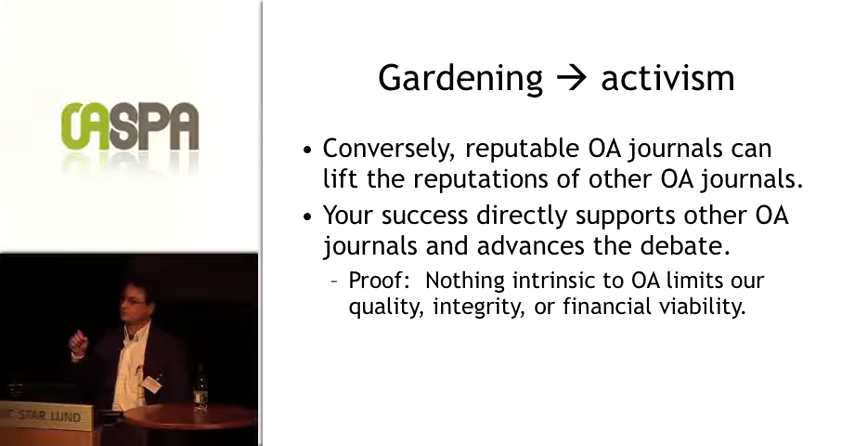 OASPA
Gardening → activism
• Conversely, reputable OA journals can
lift the reputations of other OA journals.
• Your success directly supports other OA
journals and advances the debate.
– Proof: Nothing intrinsic to OA limits our
quality, integrity, or financial viability.
STAR LUND